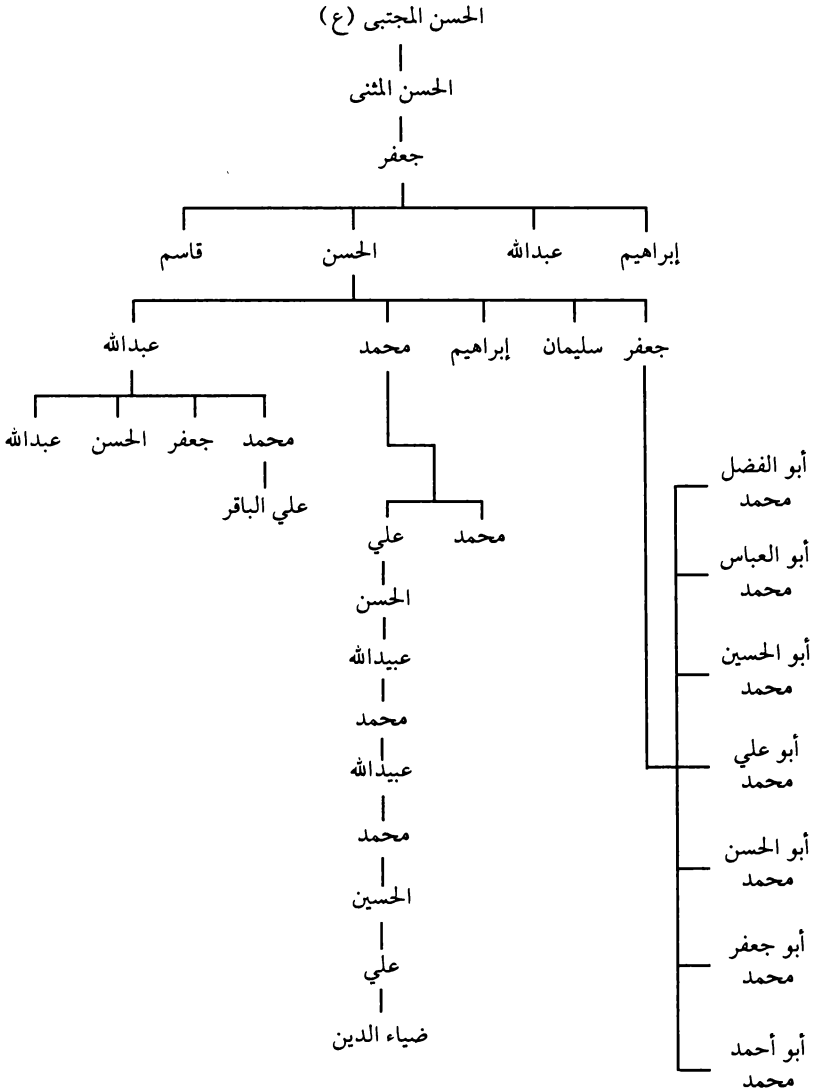 الحسن المجتبى (ع)
الحسن المثنى
جعفر
إبراهيم عبدالله الحسن قاسم
جعفر سليمان إبراهيم محمد عبدالله
محمد جعفر الحسن عبدالله
علي الباقر
محمد علي
الحسن
عبيدالله
محمد
عبيدالله
محمد
الحسين
علي
ضياء الدين
أبو الفضل
محمد
أبو العباس
محمد
أبو الحسين
محمد
أبو علي
محمد
أبو الحسن
محمد
أبو جعفر
محمد
أبو أحمد
محمد